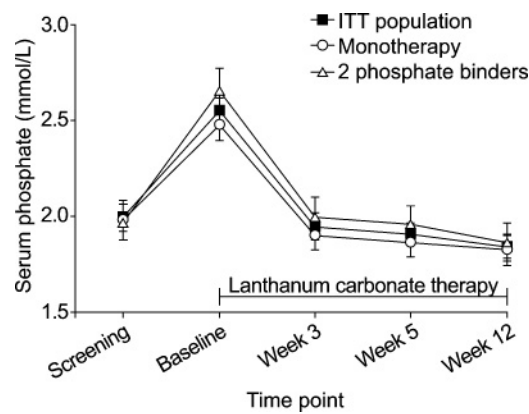 ITT population
Monotherapy
2 phosphate binders
Serum phosphate (mmol/L)
3.0
2.5
2.0
1.5
Lanthanum carbonate therapy
Screening
Baseline
Week 3
Week 5
Week 12
Time point